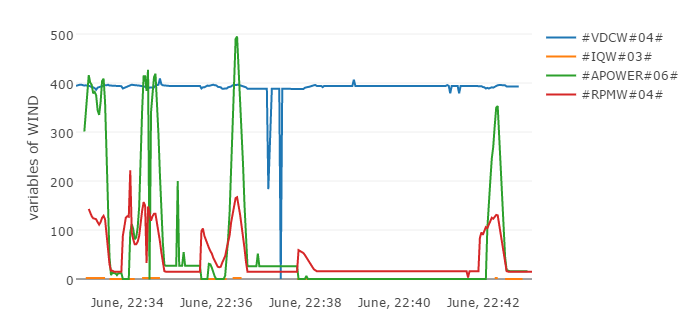 500
400
300
200
100
0
variables of WIND
June, 22:34
June, 22:36
June, 22:38
June, 22:40
June, 22:42
#VDCW#04#
#IQW#03#
#APOWER#06#
#RPMW#04#